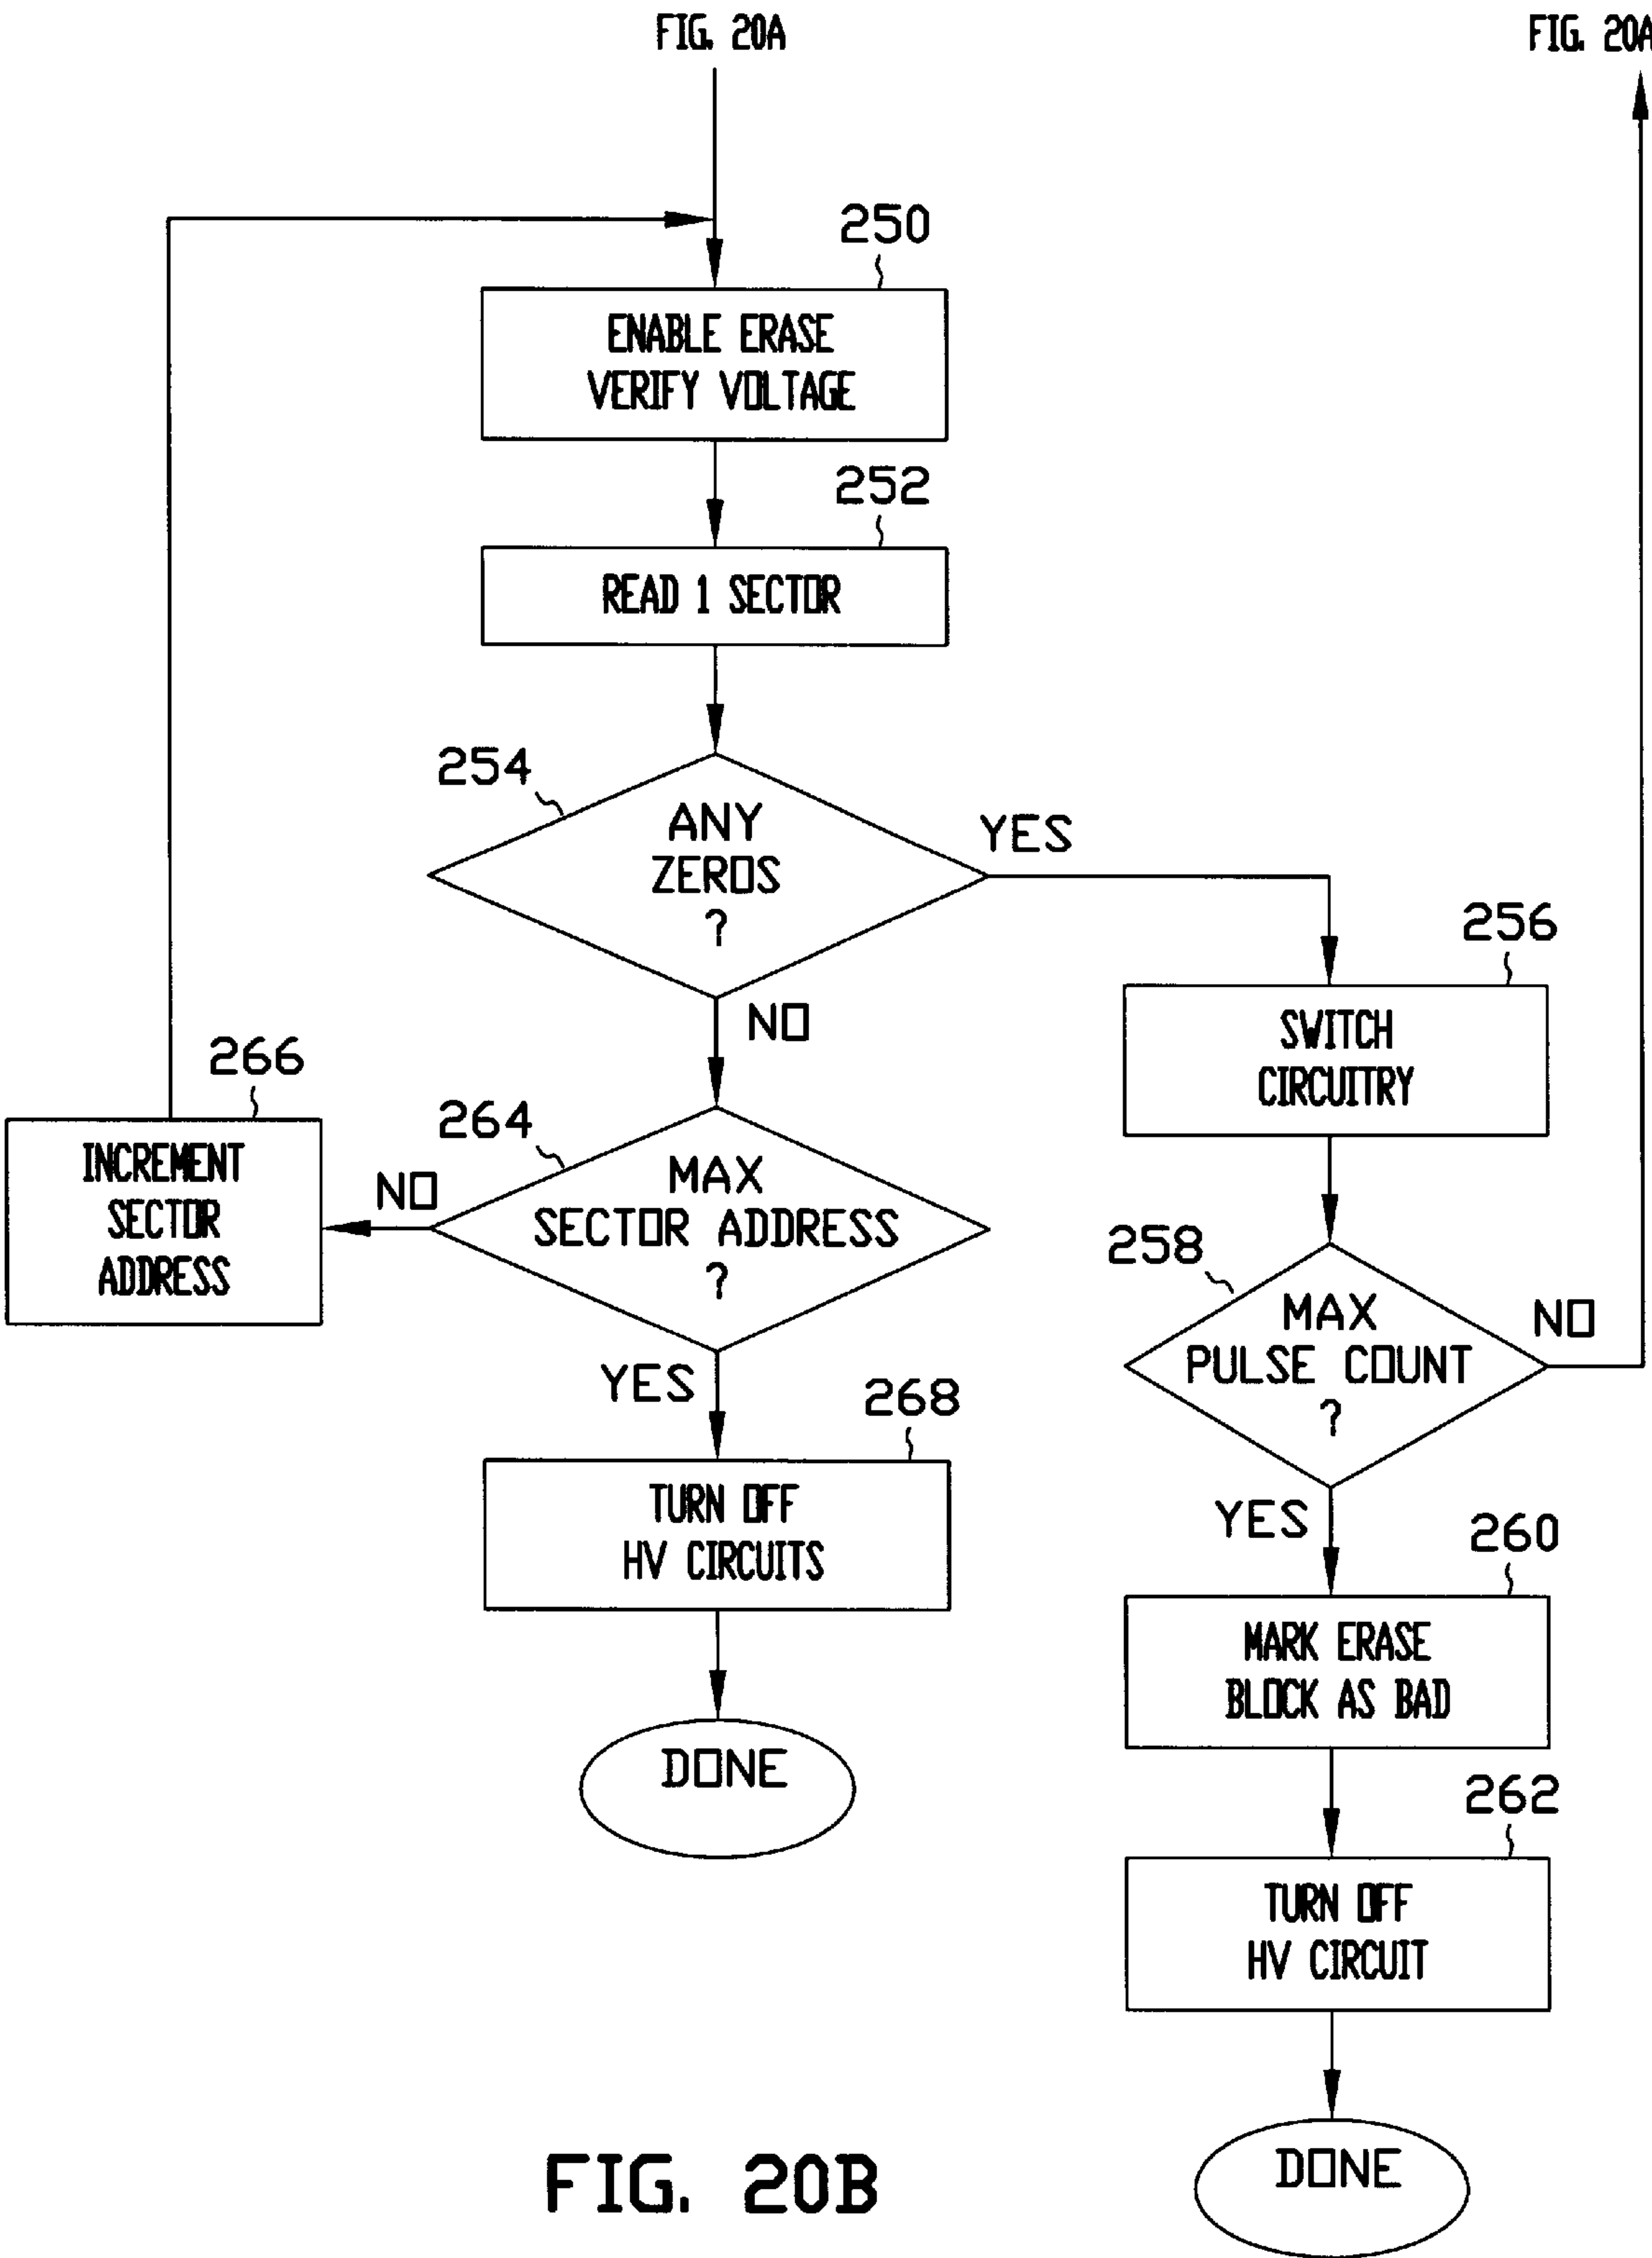 FIG. 20A
FIG. 20A
250
ENABLE ERASE
VERIFY VOLTAGE
252
READ 1 SECTOR
254
ANY
ZEROS
?
YES
NO
256
SWITCH
CIRCUITRY
266
INCREMENT
SECTOR
ADDRESS
NO
264
MAX
SECTOR ADDRESS
?
YES
258
MAX
PULSE COUNT
?
NO
YES
268
TURN OFF
HV CIRCUITS
DONE
260
MARK ERASE
BLOCK AS BAD
262
TURN OFF
HV CIRCUIT
DONE
FIG. 20B